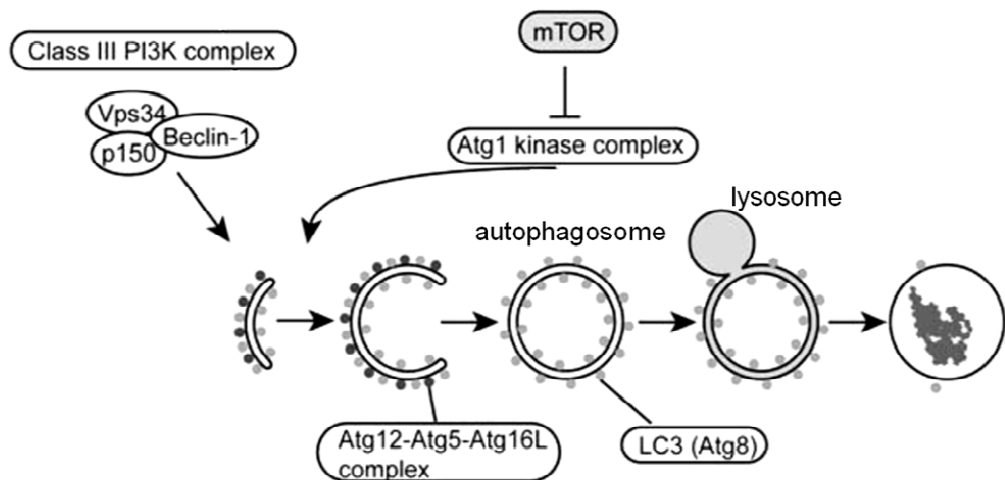 mTOR
Class III PI3K complex
Vps34
Beclin-1
p150
Atg1 kinase complex
lysosome
autophagosome
Atg12-Atg5-Atg16L
complex
LC3 (Atg8)